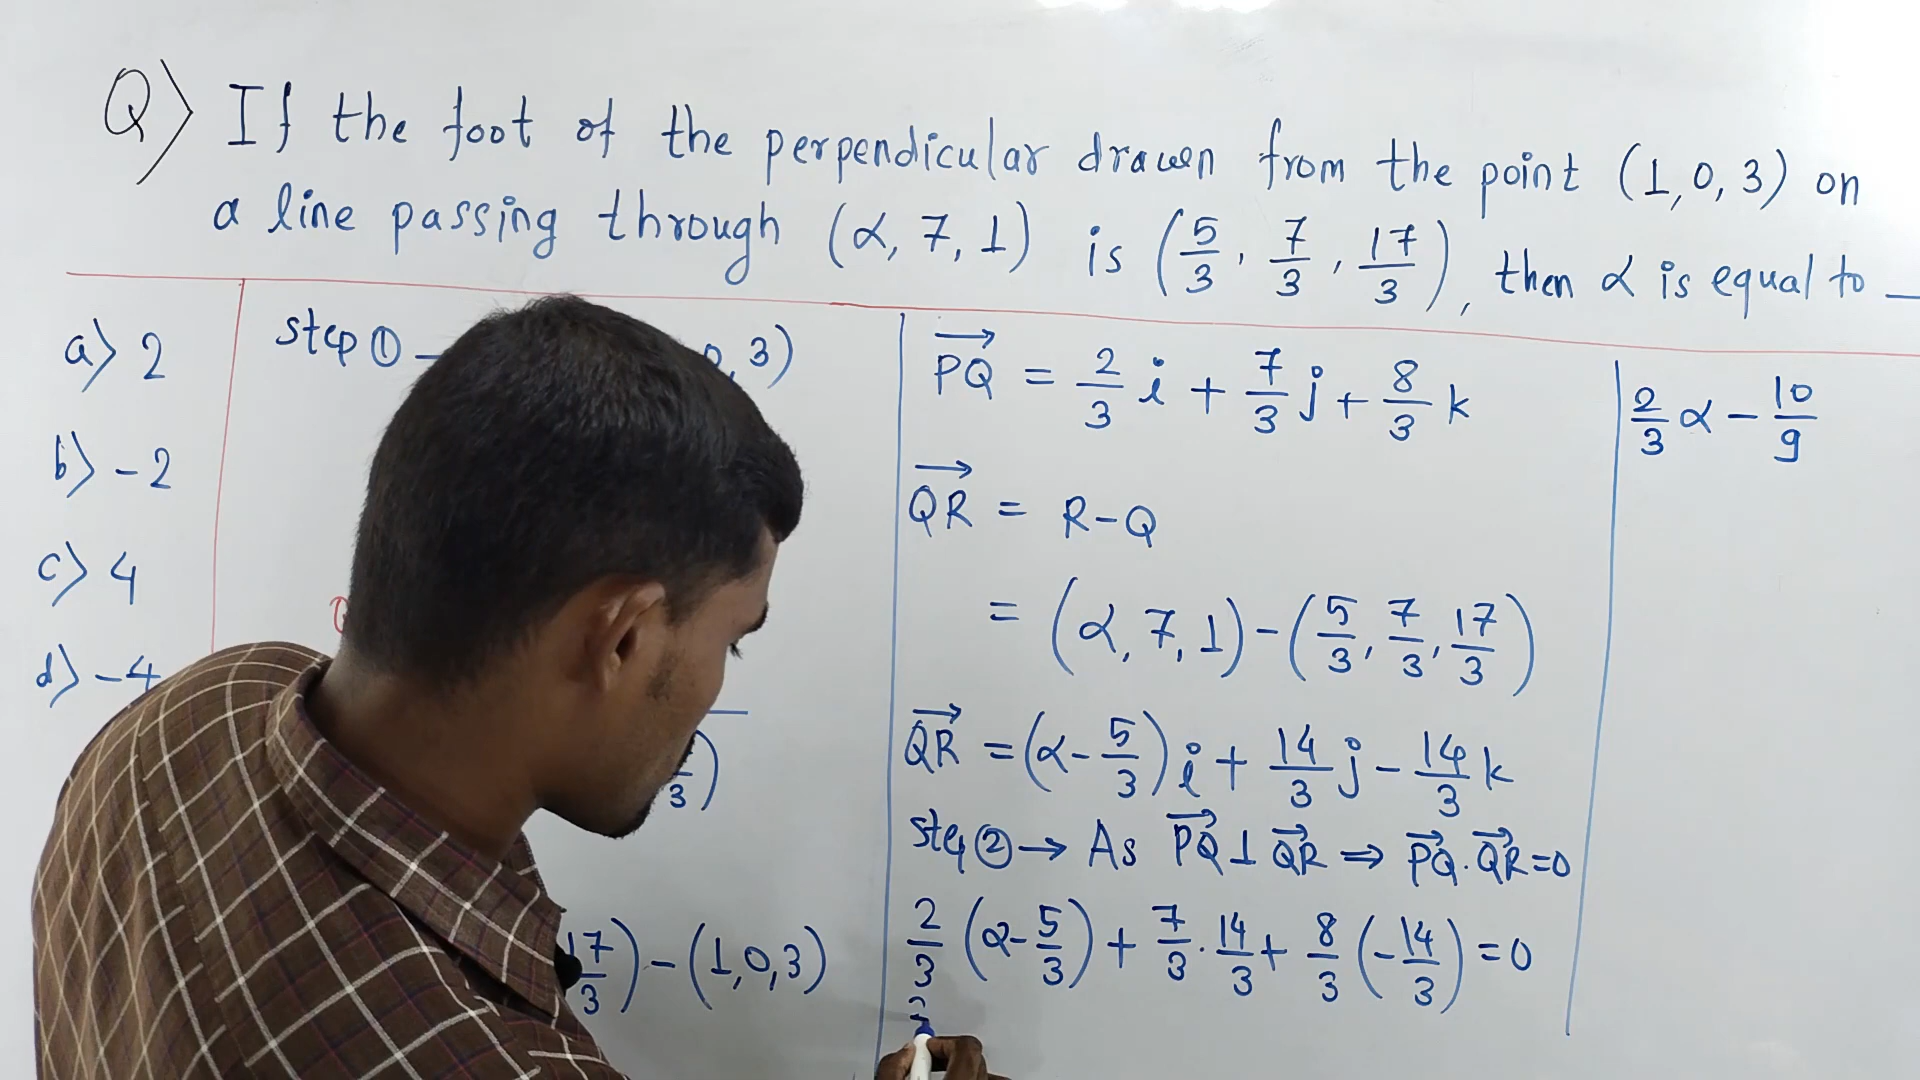 Q) If the foot of the perpendicular drawn from the point (1, 0, 3) on
a line passing through (α, 7, 1) is (5/3, 7/3, 17/3), then α is equal to _
a) 2
b) -2
c) 4
d) -4
step ①
0, 3)
3)
17/3) - (1, 0, 3)
PQ⃗ = 2/3 i + 7/3 j + 8/3 k
QR⃗ = R - Q
= (α, 7, 1) - (5/3, 7/3, 17/3)
QR⃗ = (α - 5/3) i + 14/3 j - 14/3 k
step ② → As PQ⃗ ⊥ QR⃗ ⇒ PQ⃗ · QR⃗ = 0
2/3 (α - 5/3) + 7/3 · 14/3 + 8/3 (-14/3) = 0
2/3 α - 10/9